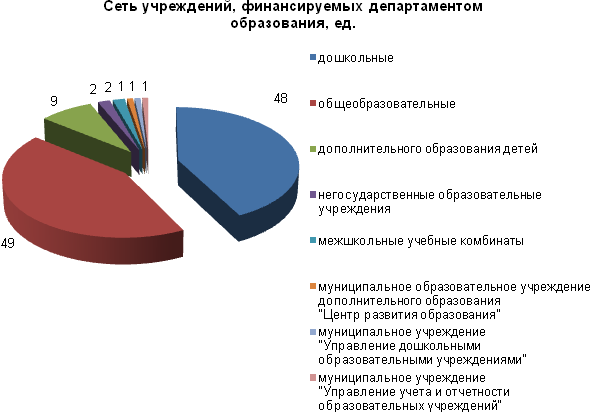 Сеть учреждений, финансируемых департаментом
образования, ед.
48
49
9
2
2
1
1
1
дошкольные
общеобразовательные
дополнительного образования детей
негосударственные образовательные
учреждения
межшкольные учебные комбинаты
муниципальное образовательное учреждение
дополнительного образования
"Центр развития образования"
муниципальное учреждение
"Управление дошкольными
образовательными учреждениями"
муниципальное учреждение
"Управление учета и отчетности
образовательных учреждений"